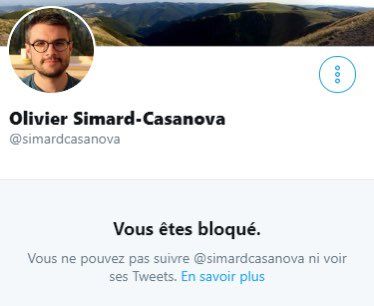 Olivier Simard-Casanova
@simardcasanova
Vous êtes bloqué.
Vous ne pouvez pas suivre @simardcasanova ni voir
ses Tweets. En savoir plus